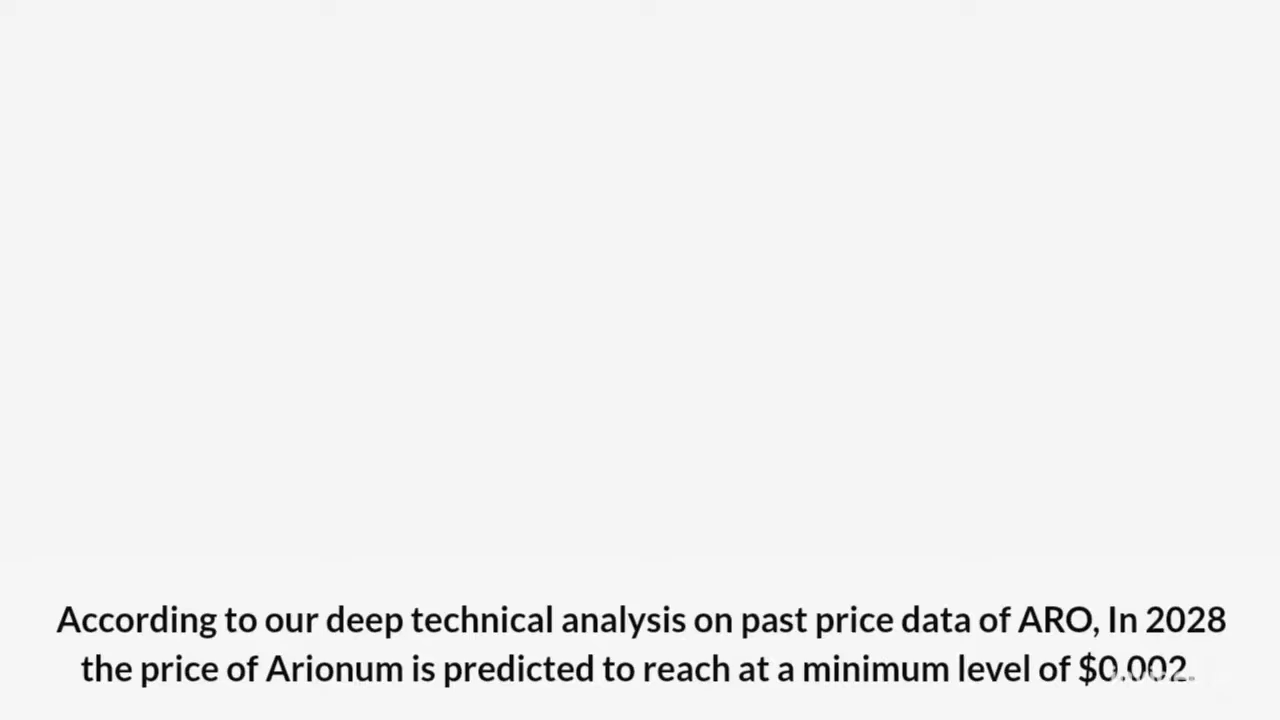 According to our deep technical analysis on past price data of ARO, In 2028
the price of Arionum is predicted to reach at a minimum level of $0.002